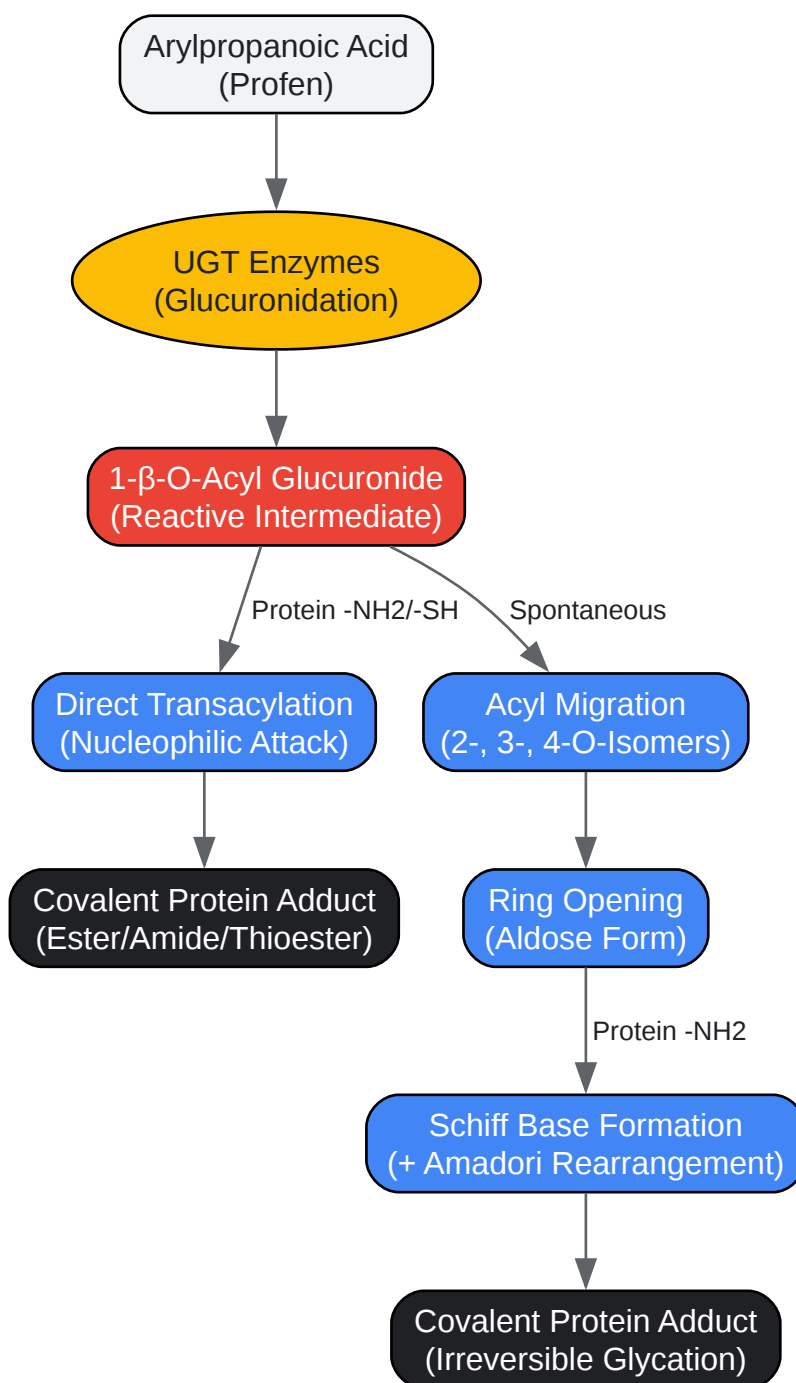 Arylpropanoic Acid
(Profen)
UGT Enzymes
(Glucuronidation)
1-β-O-Acyl Glucuronide
(Reactive Intermediate)
Protein -NH2/-SH
Spontaneous
Direct Transacylation
(Nucleophilic Attack)
Acyl Migration
(2-, 3-, 4-O-Isomers)
Covalent Protein Adduct
(Ester/Amide/Thioester)
Ring Opening
(Aldose Form)
Protein -NH2
Schiff Base Formation
(+ Amadori Rearrangement)
Covalent Protein Adduct
(Irreversible Glycation)